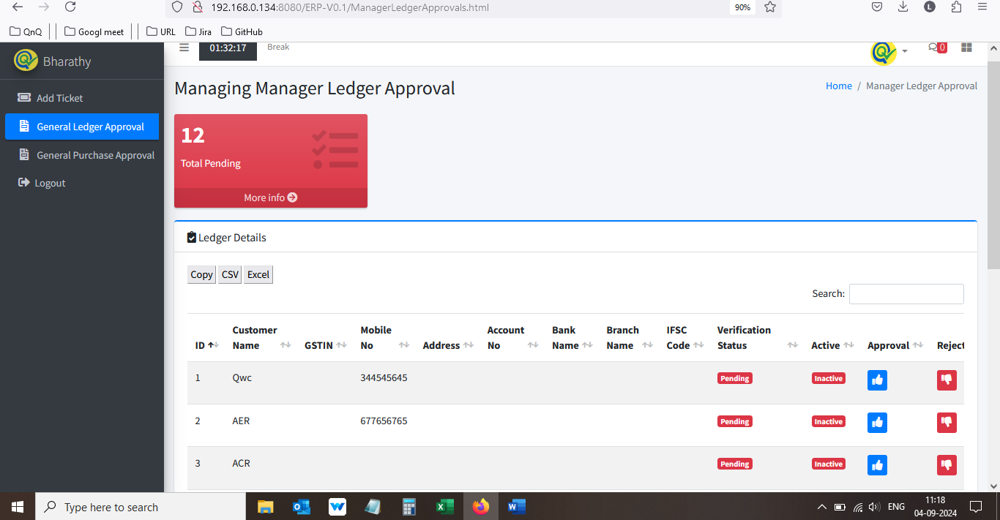 192.168.0.134:8080/ERP-V0.1/ManagerLedgerApprovals.html
90%
L
QnQ
Googl meet
URL
Jira
GitHub
Bharathy
01:32:17
Break
0
Add Ticket
General Ledger Approval
General Purchase Approval
Logout
Managing Manager Ledger Approval
Home / Manager Ledger Approval
12
Total Pending
More info
Ledger Details
Copy CSV Excel
Search:
ID Customer Name GSTIN Mobile No Address Account No Bank Name Branch Name IFSC Code Verification Status Active Approval Reject
1 Qwc 344545645 Pending Inactive
2 AER 677656765 Pending Inactive
3 ACR Pending Inactive
Type here to search
ENG
11:18
04-09-2024